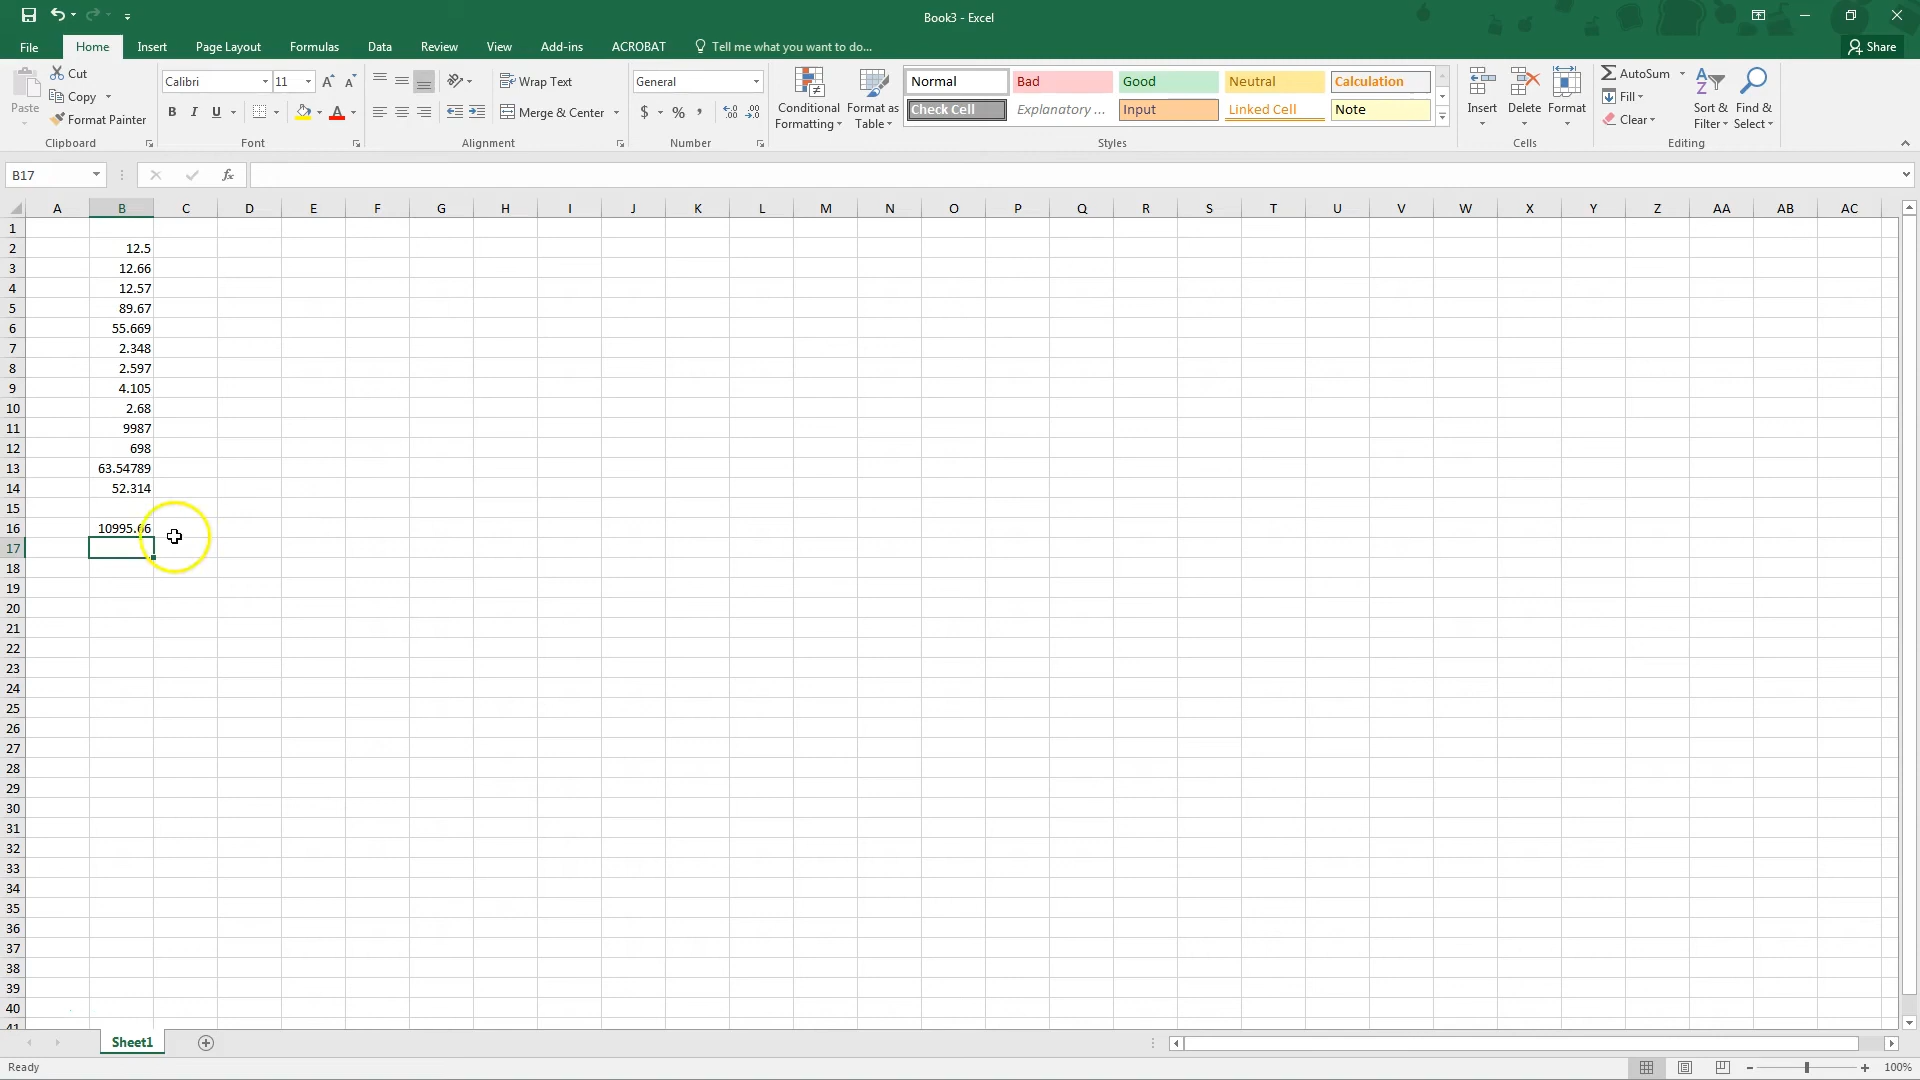 Book3 - Excel
File Home Insert Page Layout Formulas Data Review View Add-ins ACROBAT Tell me what you want to do... Share
Paste
Cut
Copy
Format Painter
Clipboard
Calibri 11
B I U
Font
Wrap Text
Merge & Center
Alignment
General
$ % ,
Number
Conditional Formatting
Format as Table
Normal Bad Good Neutral Calculation
Check Cell Explanatory ... Input Linked Cell Note
Styles
Insert Delete Format
Cells
AutoSum
Fill
Clear
Sort & Filter
Find & Select
Editing
B17 fx
A B C D E F G H I J K L M N O P Q R S T U V W X Y Z AA AB AC
1
2 12.5
3 12.66
4 12.57
5 89.67
6 55.669
7 2.348
8 2.597
9 4.105
10 2.68
11 9987
12 698
13 63.54789
14 52.314
15
16 10995.66
17
18
19
20
21
22
23
24
25
26
27
28
29
30
31
32
33
34
35
36
37
38
39
40
41
Sheet1
Ready 100%